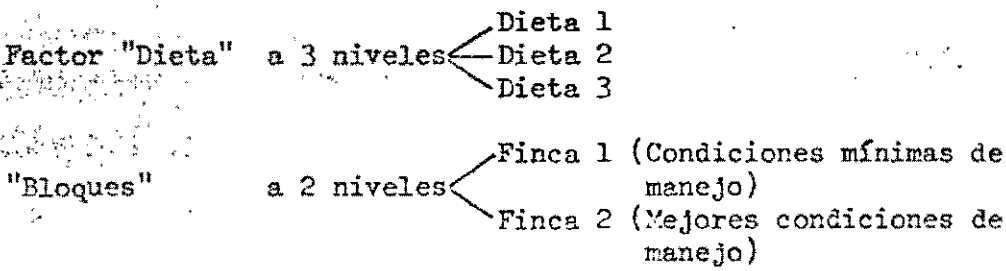 Dieta 1
Factor "Dieta" a 3 niveles Dieta 2
Dieta 3
Finca 1 (Condiciones mínimas de
"Bloques" a 2 niveles manejo)
Finca 2 (Mejores condiciones de
manejo)